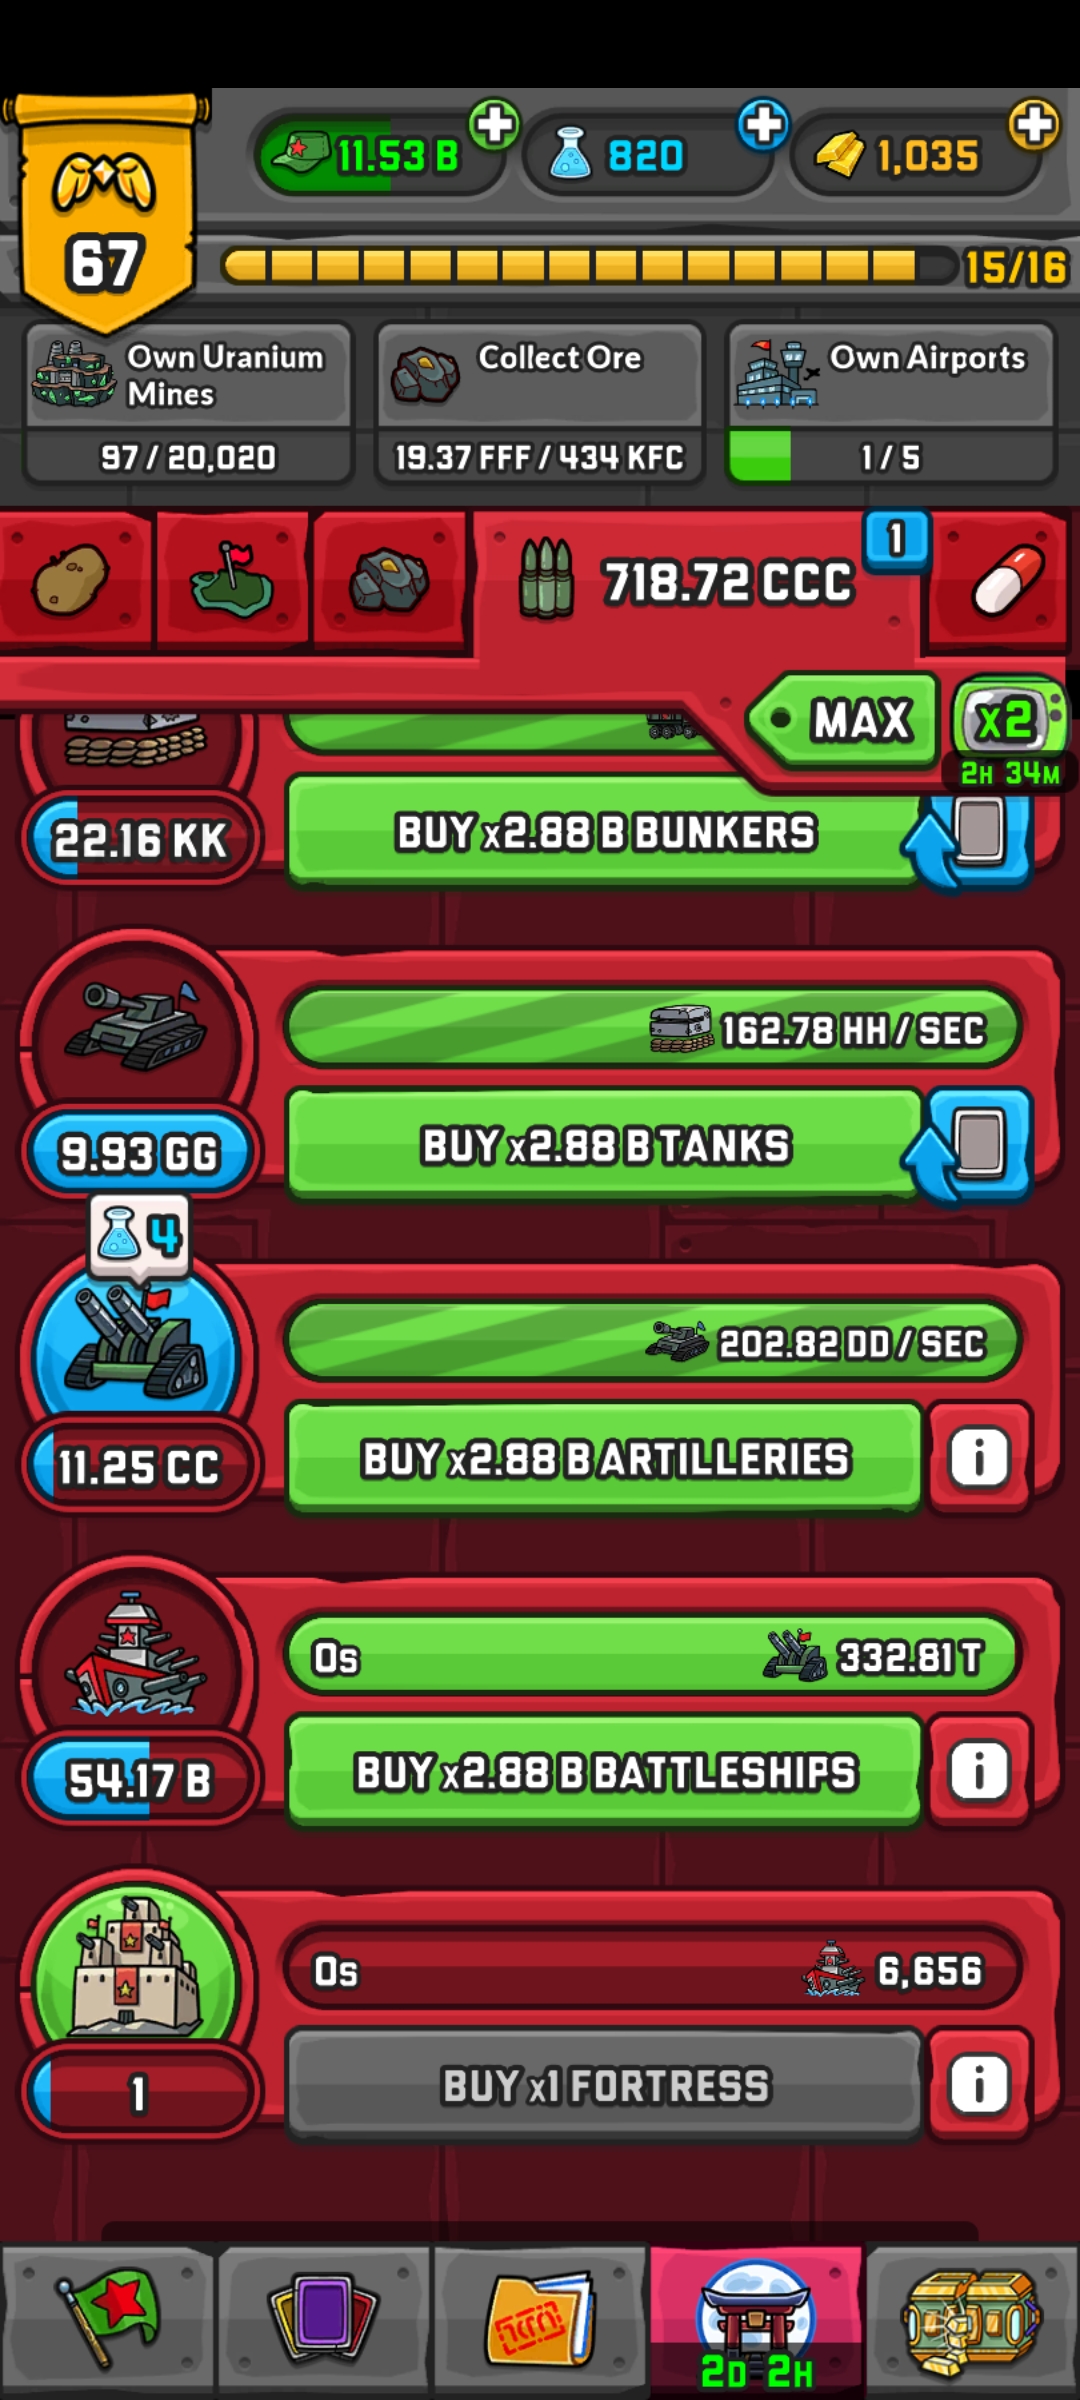 11.53 B
820
1,035
67
15/16
Own Uranium
Mines
97 / 20,020
Collect Ore
19.37 FFF / 434 KFC
Own Airports
1 / 5
718.72 CCC
1
MAX
x2
2H 34M
22.16 KK
BUY x2.88 B BUNKERS
162.78 HH / SEC
9.93 GG
BUY x2.88 B TANKS
4
202.82 DD / SEC
11.25 CC
BUY x2.88 B ARTILLERIES
i
0s
332.81 T
54.17 B
BUY x2.88 B BATTLESHIPS
i
0s
6,656
1
BUY x1 FORTRESS
i
2D 2H